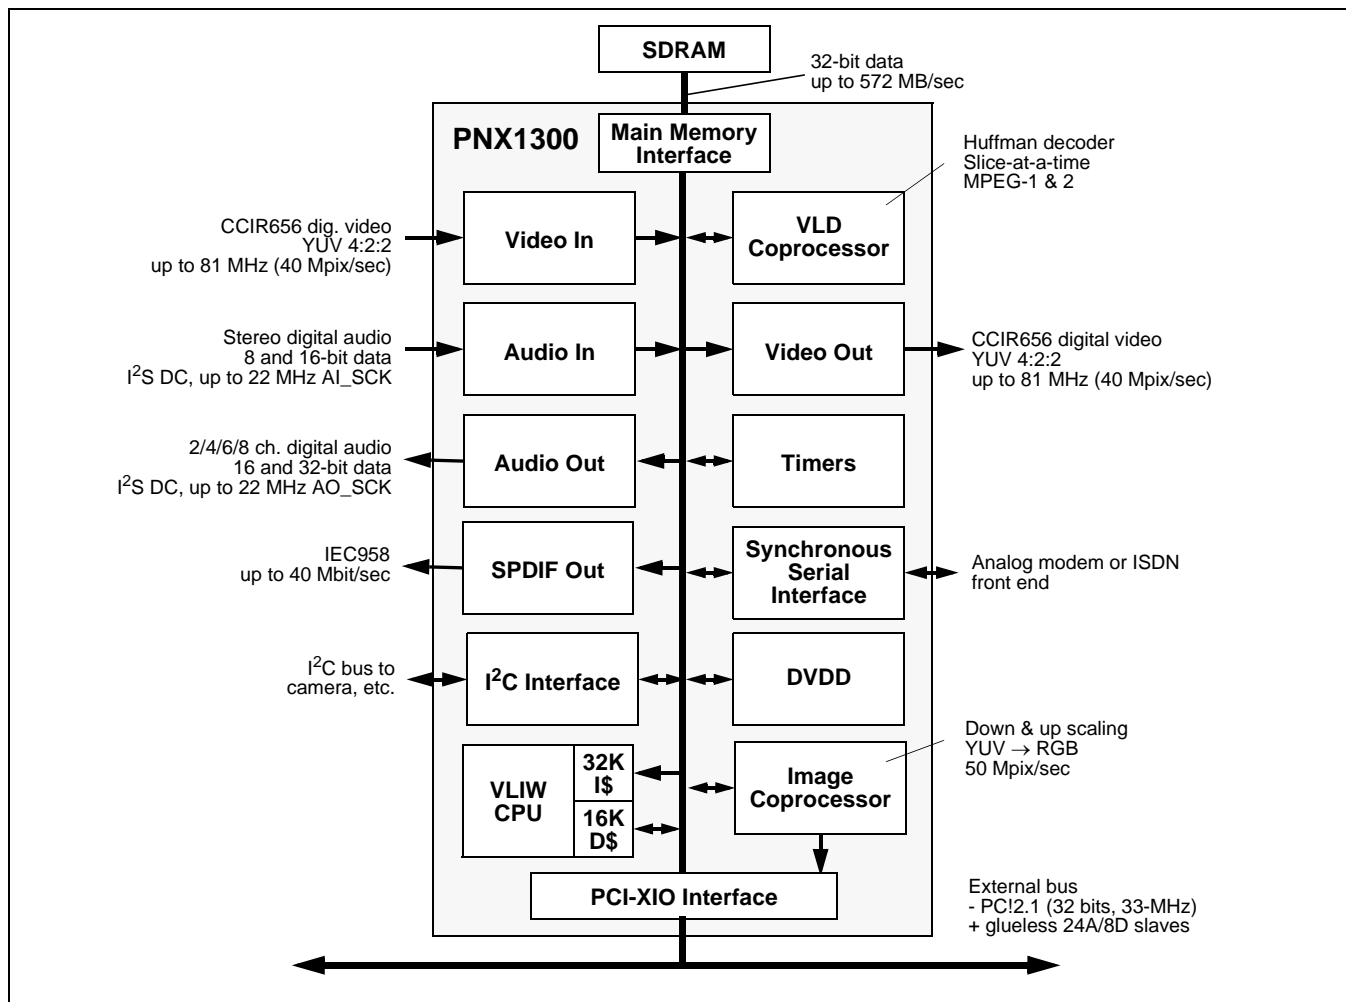 SDRAM
32-bit data
up to 572 MB/sec
PNX1300
Main Memory
Interface
Huffman decoder
Slice-at-a-time
MPEG-1 & 2
CCIR656 dig. video
YUV 4:2:2
up to 81 MHz (40 Mpix/sec)
Video In
VLD
Coprocessor
Stereo digital audio
8 and 16-bit data
I²S DC, up to 22 MHz AI_SCK
Audio In
Video Out
CCIR656 digital video
YUV 4:2:2
up to 81 MHz (40 Mpix/sec)
2/4/6/8 ch. digital audio
16 and 32-bit data
I²S DC, up to 22 MHz AO_SCK
Audio Out
Timers
IEC958
up to 40 Mbit/sec
SPDIF Out
Synchronous
Serial
Interface
Analog modem or ISDN
front end
I²C bus to
camera, etc.
I²C Interface
DVDD
VLIW
CPU
32K
I$
16K
D$
Image
Coprocessor
Down & up scaling
YUV → RGB
50 Mpix/sec
PCI-XIO Interface
External bus
- PC!2.1 (32 bits, 33-MHz)
+ glueless 24A/8D slaves